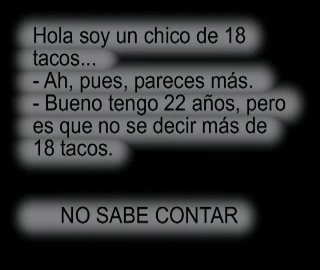 Hola soy un chico de 18
tacos...
- Ah, pues, pareces más.
- Bueno tengo 22 años, pero
es que no se decir más de
18 tacos.
NO SABE CONTAR